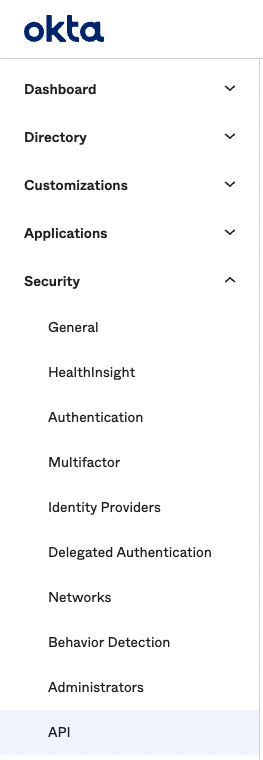 okta
Dashboard
Directory
Customizations
Applications
Security
General
HealthInsight
Authentication
Multifactor
Identity Providers
Delegated Authentication
Networks
Behavior Detection
Administrators
API